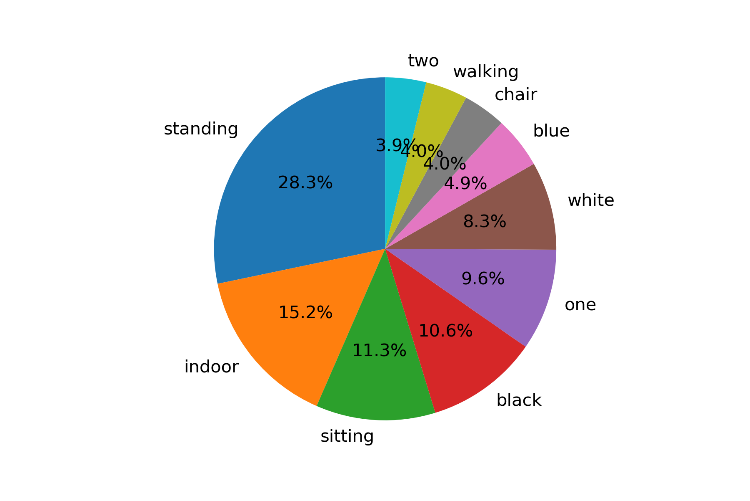 two
walking
chair
blue
white
one
black
sitting
indoor
standing
3.9%
4.0%
4.0%
4.9%
8.3%
9.6%
10.6%
11.3%
15.2%
28.3%